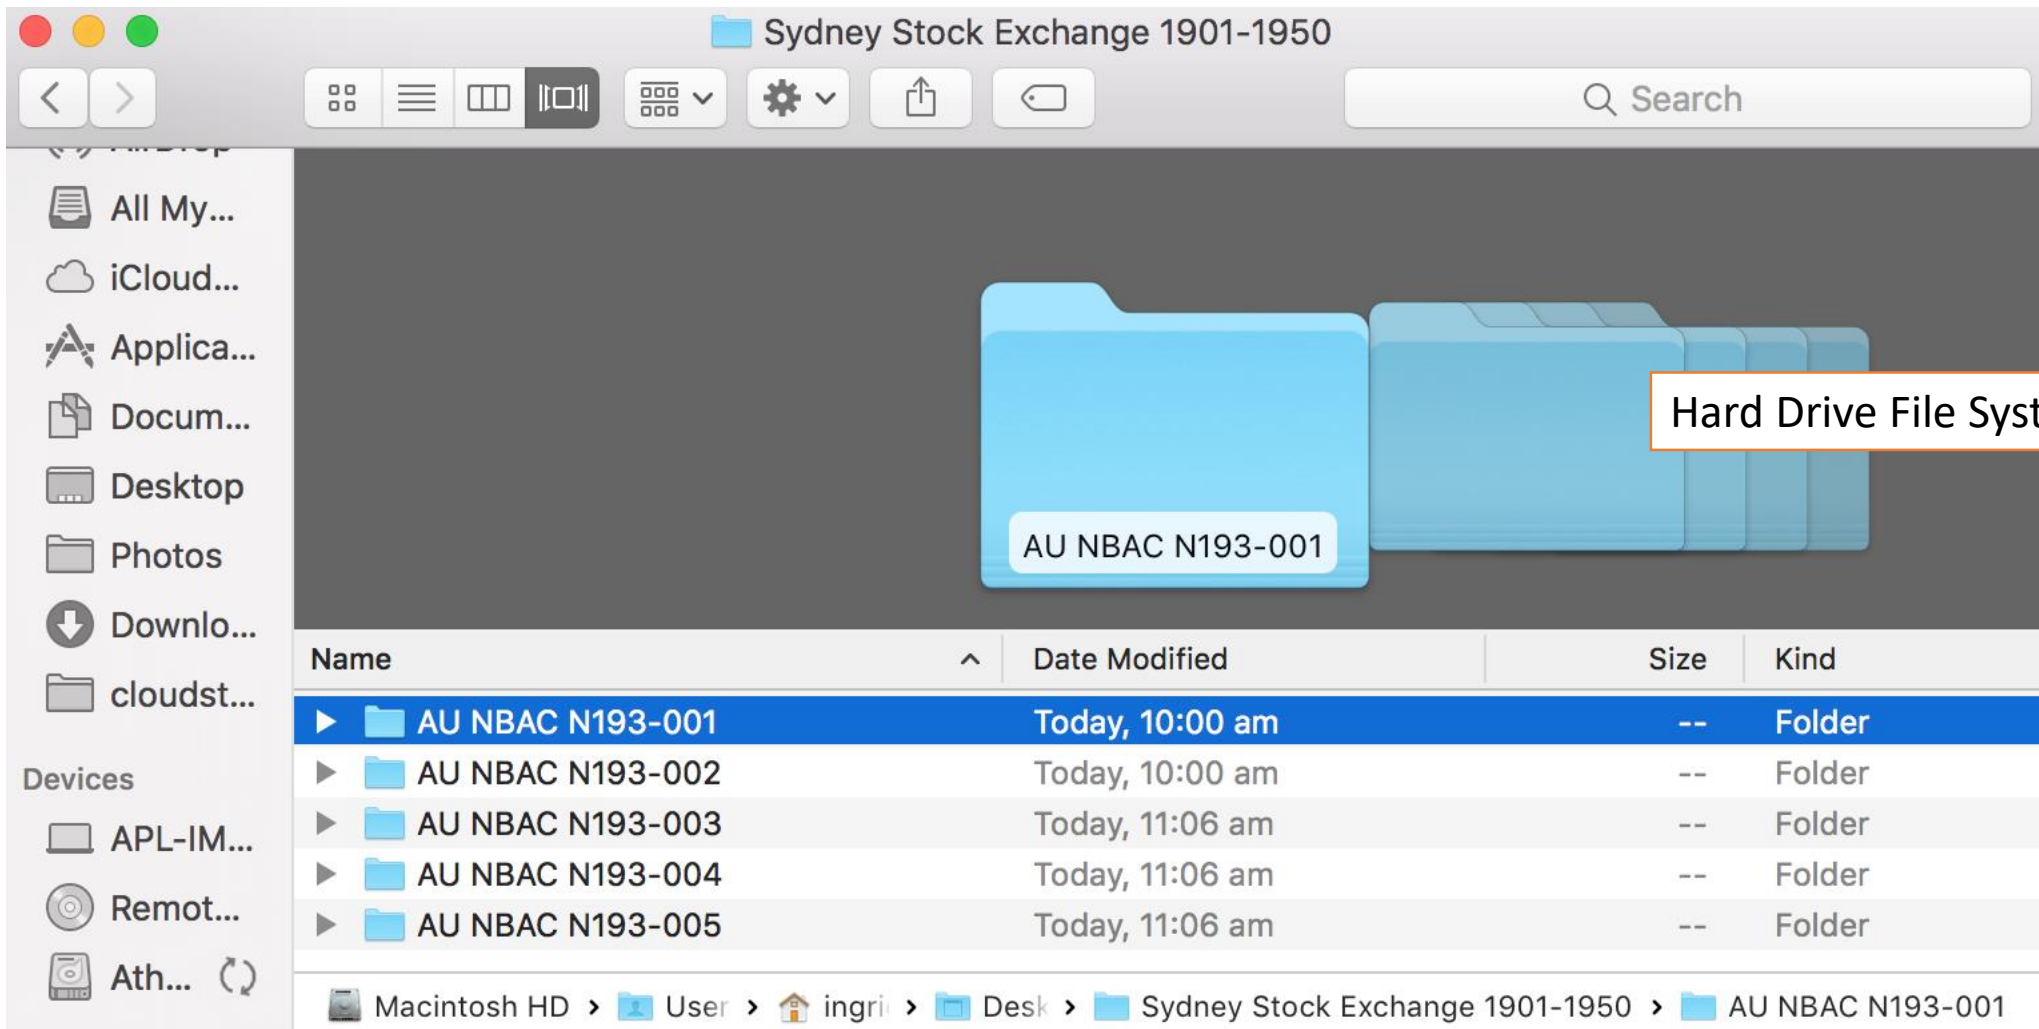 Sydney Stock Exchange 1901-1950
Search
AirDrop
All My...
iCloud...
Applica...
Docum...
Desktop
Photos
Downlo...
cloudst...
Devices
APL-IM...
Remot...
Ath...
AU NBAC N193-001
Hard Drive File Syst
Name Date Modified Size Kind
AU NBAC N193-001 Today, 10:00 am -- Folder
AU NBAC N193-002 Today, 10:00 am -- Folder
AU NBAC N193-003 Today, 11:06 am -- Folder
AU NBAC N193-004 Today, 11:06 am -- Folder
AU NBAC N193-005 Today, 11:06 am -- Folder
Macintosh HD › User › ingri › Desk › Sydney Stock Exchange 1901-1950 › AU NBAC N193-001